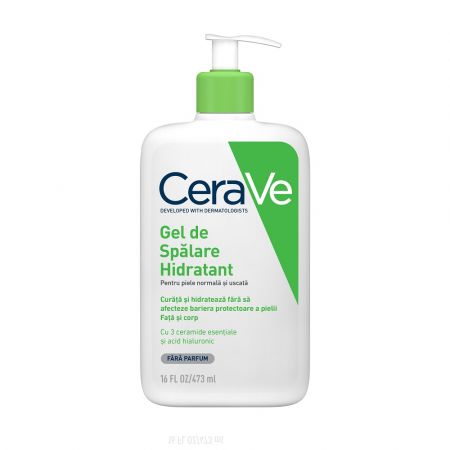 CeraVe
DEVELOPED WITH DERMATOLOGISTS
Gel de
Spălare
Hidratant
Pentru piele normală și uscată
Curăță și hidratează fără să
afecteze bariera protectoare a pielii
Față și corp
Cu 3 ceramide esențiale
și acid hialuronic
FĂRĂ PARFUM
16 FL OZ/473 ml